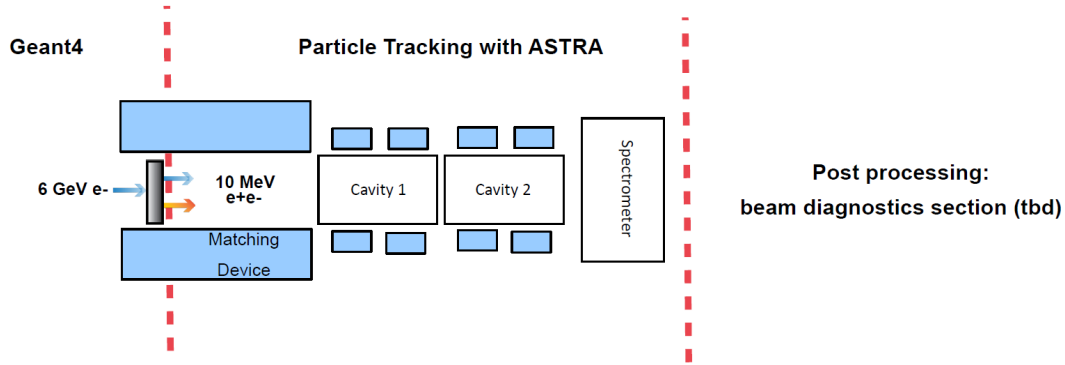 Geant4
Particle Tracking with ASTRA
6 GeV e-
10 MeV
e+e-
Matching
Device
Cavity 1
Cavity 2
Spectrometer
Post processing:
beam diagnostics section (tbd)